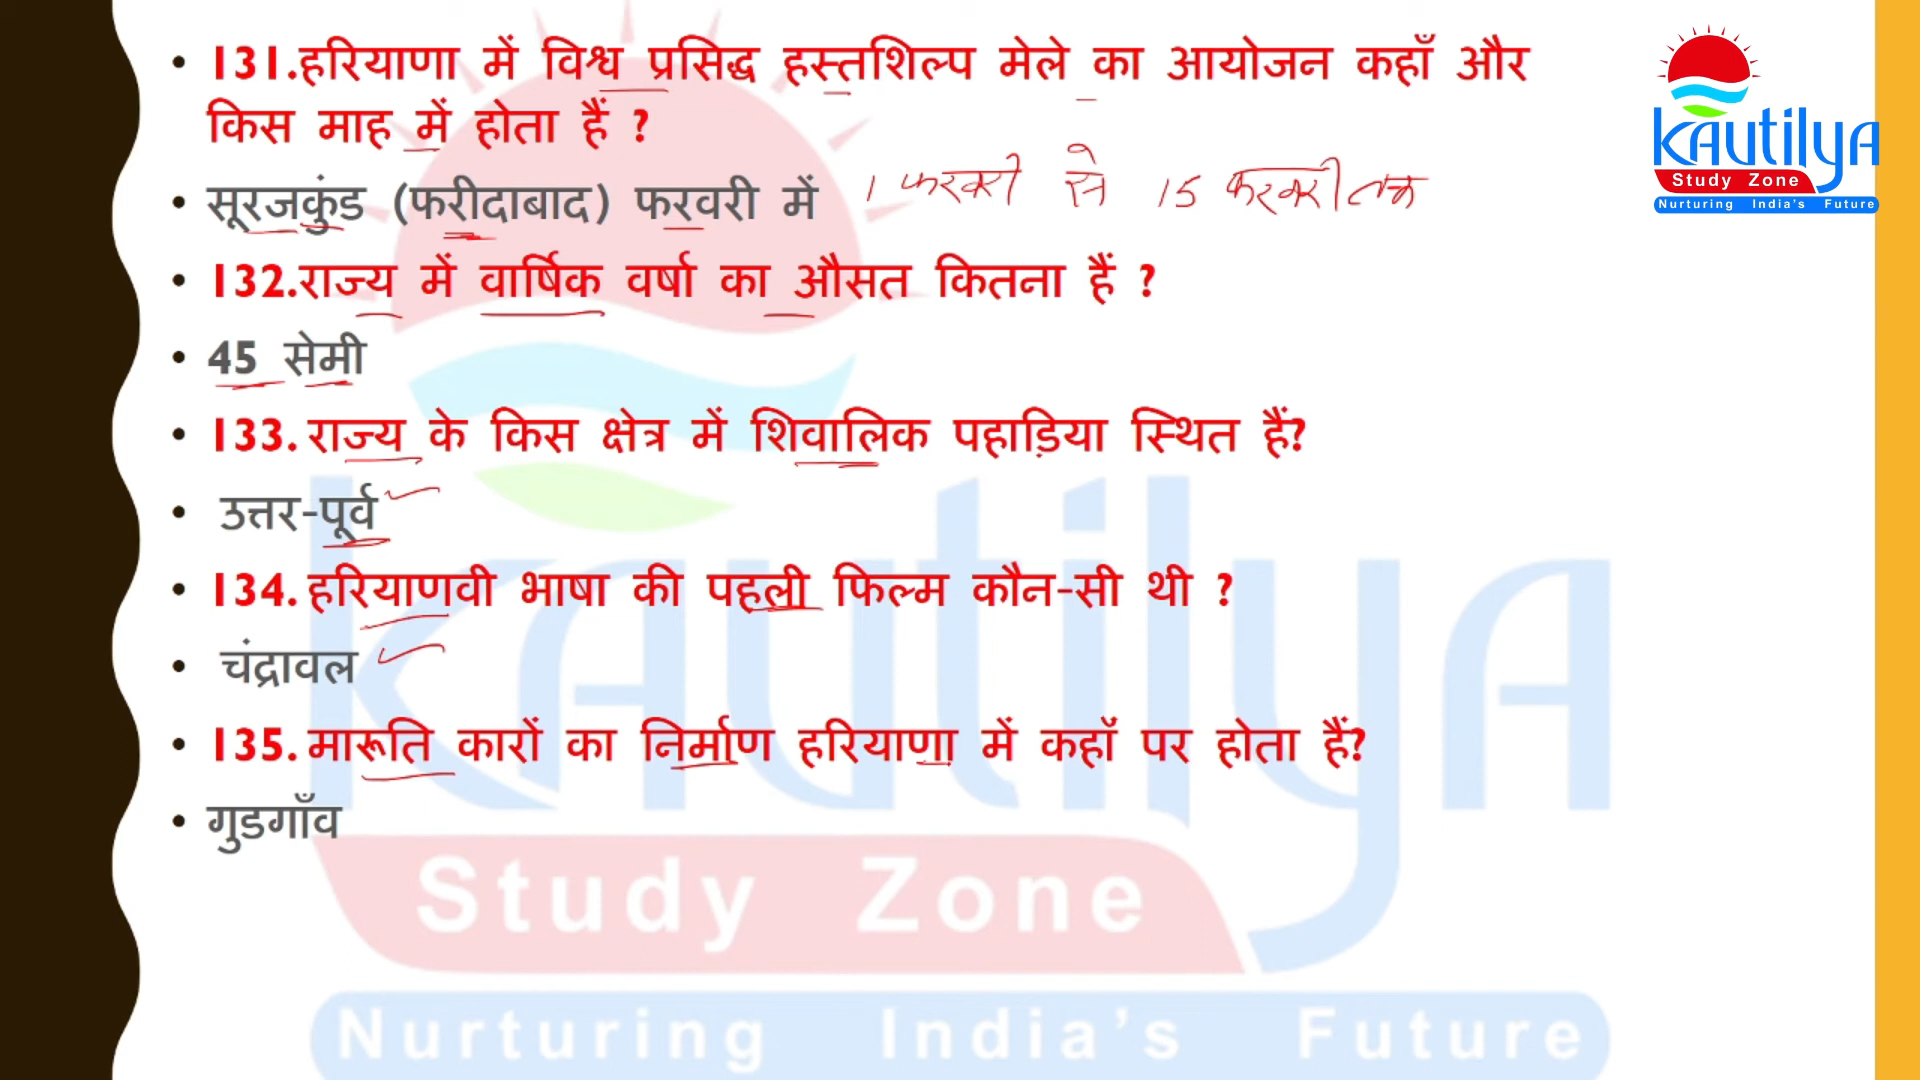 • 131.हरियाणा में विश्व प्रसिद्ध हस्तशिल्प मेले का आयोजन कहाँ और
किस माह में होता हैं ?
• सूरजकुंड (फरीदाबाद) फरवरी में 1 फरवरी से 15 फरवरी तक
• 132.राज्य में वार्षिक वर्षा का औसत कितना हैं ?
• 45 सेमी
• 133. राज्य के किस क्षेत्र में शिवालिक पहाड़िया स्थित हैं?
• उत्तर-पूर्व
• 134. हरियाणवी भाषा की पहली फिल्म कौन-सी थी ?
• चंद्रावल
• 135. मारूति कारों का निर्माण हरियाणा में कहॉं पर होता हैं?
• गुडगाँव
Kautilya
Study Zone
Nurturing India's Future
Kautilya
Study Zone
Nurturing India's Future